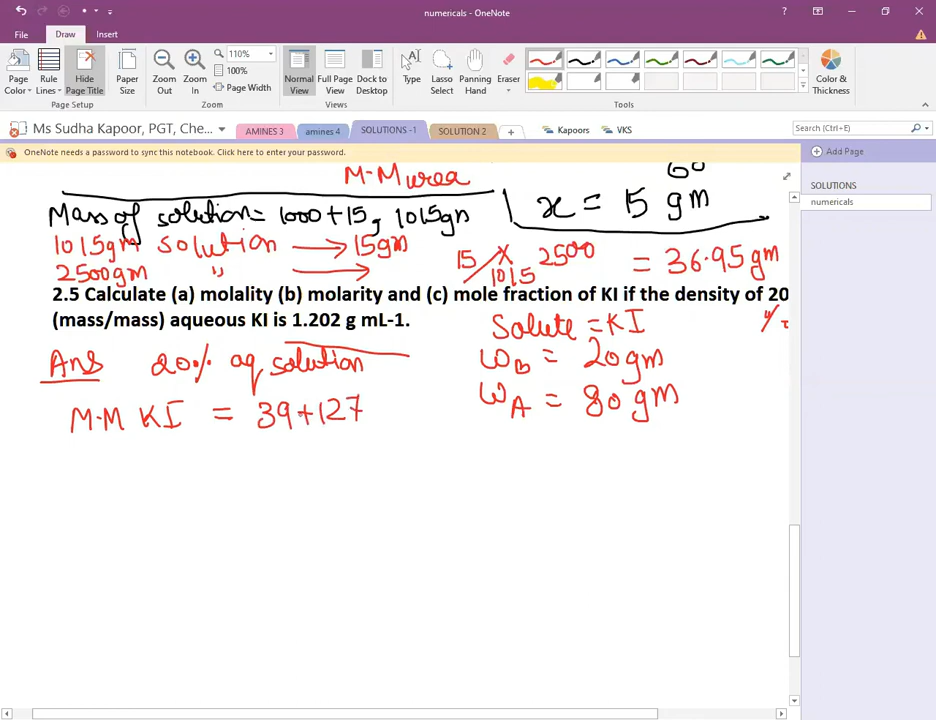 numericals - OneNote
File Draw Insert
Page Color
Rule Lines
Hide Page Title
Paper Size
Zoom Out
Zoom In
110%
100%
Page Width
Normal View
Full Page View
Dock to Desktop
Type
Lasso Select
Panning Hand
Eraser
Color & Thickness
Page Setup Zoom Views Tools
Ms Sudha Kapoor, PGT, Che... AMINES 3 amines 4 SOLUTIONS -1 SOLUTION 2 Kapoors VKS Search (Ctrl+E)
OneNote needs a password to sync this notebook. Click here to enter your password.
Add Page
SOLUTIONS
numericals
M·M urea
60
x = 15 gm
Mass of solution = 1000 + 15, 1015gm
1015gm solution → 15gm
2500gm " →
15/1015 × 2500 = 36.95 gm
2.5 Calculate (a) molality (b) molarity and (c) mole fraction of KI if the density of 20
(mass/mass) aqueous KI is 1.202 g mL-1.
Solute = KI
Ans 20% aq solution
WB = 20gm
WA = 80 gm
M·M KI = 39+127